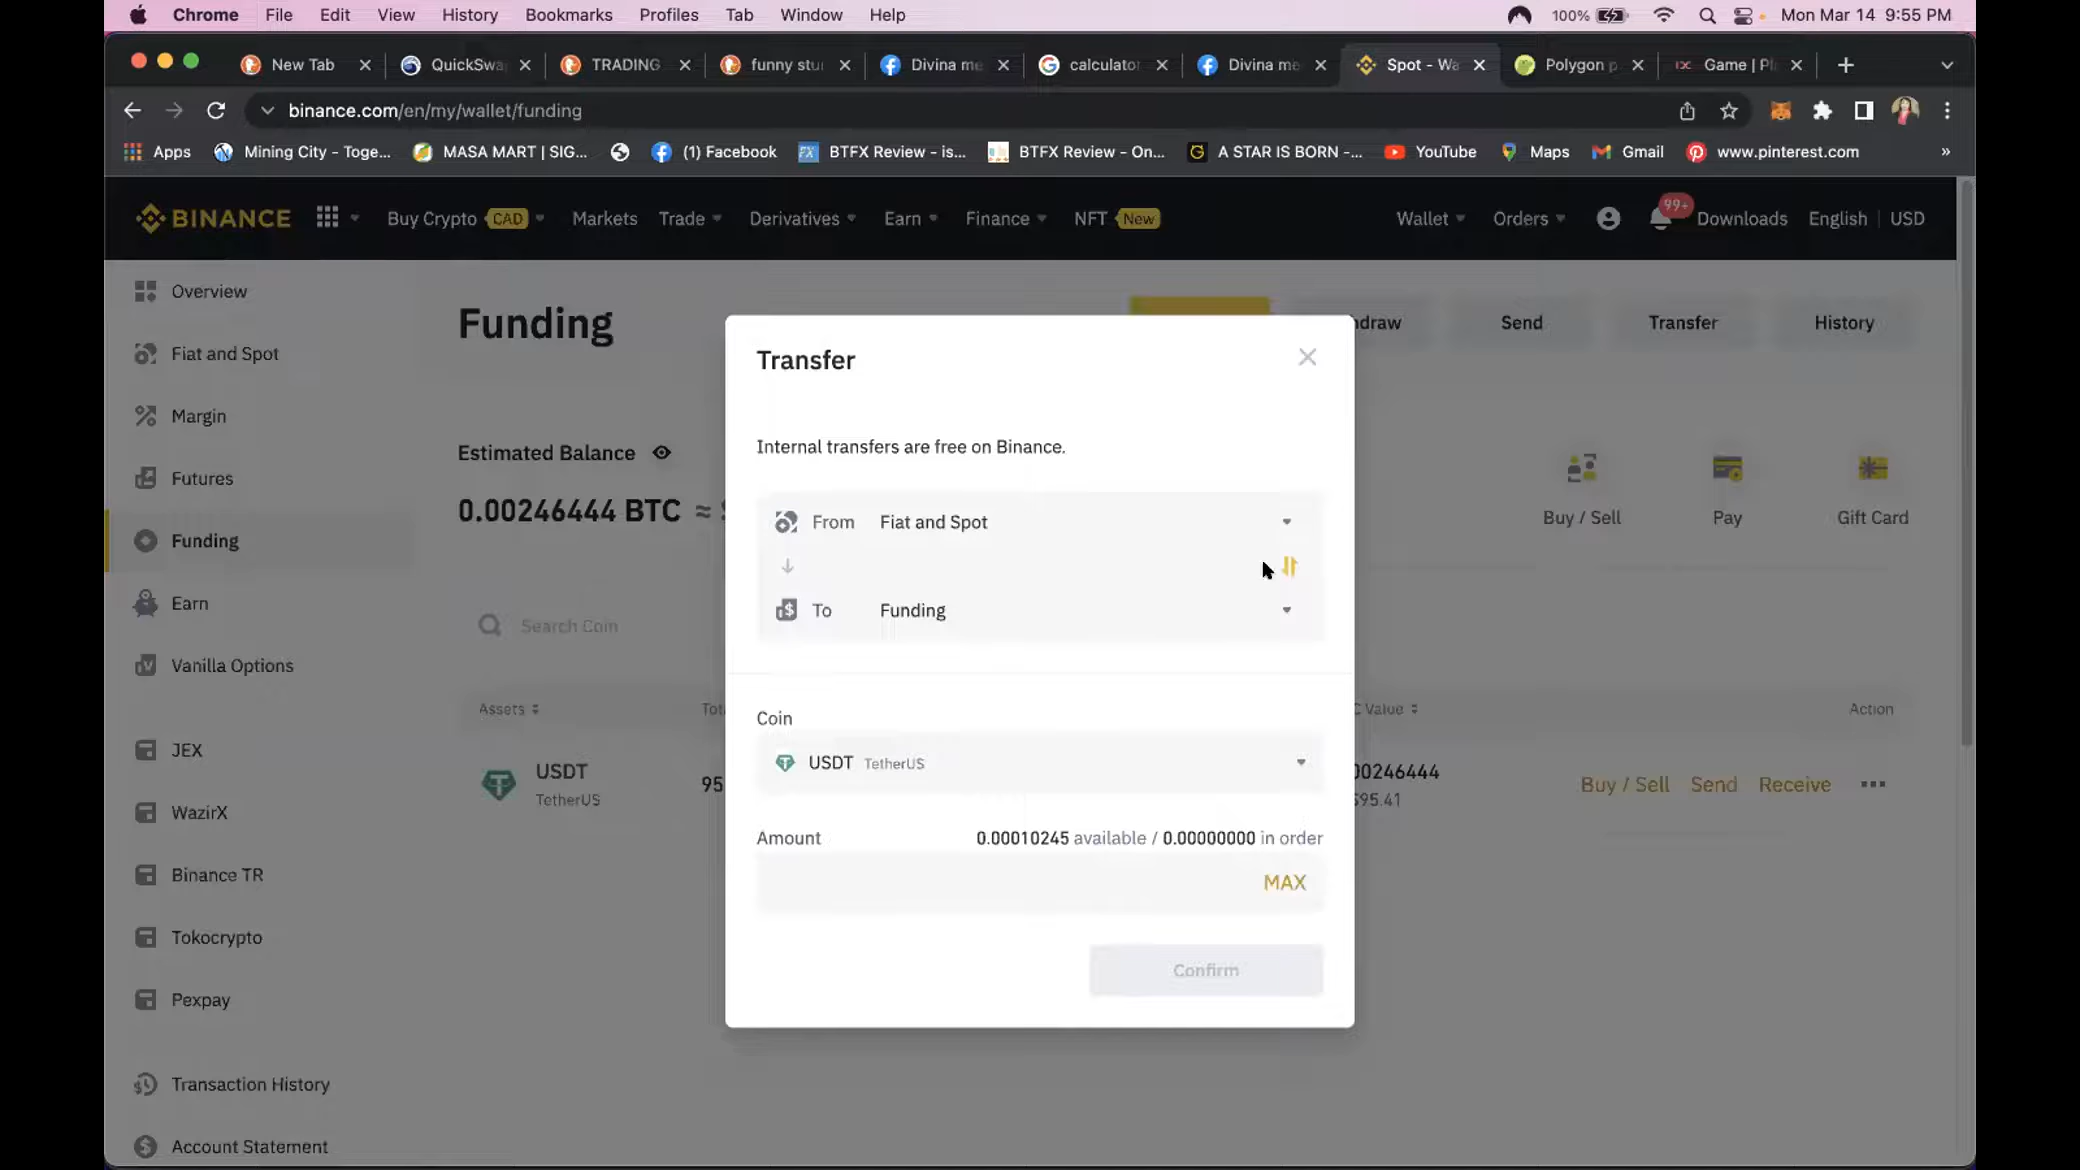 Chrome File Edit View History Bookmarks Profiles Tab Window Help 100% Mon Mar 14 9:55 PM
New Tab QuickSwa TRADING funny stu Divina me calculator Divina me Spot - Wa Polygon p Game | Pl
binance.com/en/my/wallet/funding
Apps Mining City - Toge... MASA MART | SIG... (1) Facebook BTFX Review - is... BTFX Review - On... A STAR IS BORN -... YouTube Maps Gmail www.pinterest.com »
BINANCE Buy Crypto CAD Markets Trade Derivatives Earn Finance NFT New Wallet Orders 99+ Downloads English USD
Overview
Fiat and Spot
Margin
Futures
Funding
Earn
Vanilla Options
JEX
WazirX
Binance TR
Tokocrypto
Pexpay
Transaction History
Account Statement
Funding
hdraw Send Transfer History
Estimated Balance
0.00246444 BTC ≈
Buy / Sell Pay Gift Card
Search Coin
Assets C Value Action
USDT 95 00246444 Buy / Sell Send Receive
TetherUS $95.41
Transfer
Internal transfers are free on Binance.
From Fiat and Spot
To Funding
Coin
USDT TetherUS
Amount 0.00010245 available / 0.00000000 in order
MAX
Confirm